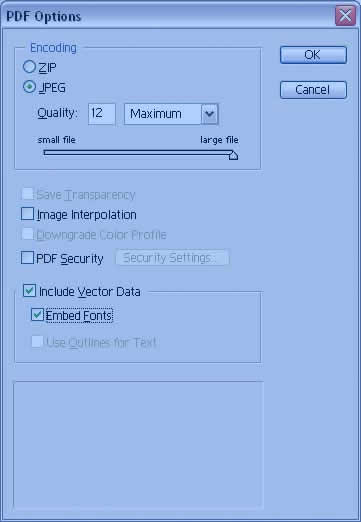 PDF Options
Encoding
OK
ZIP
JPEG
Cancel
Quality: 12 Maximum
small file large file
Save Transparency
Image Interpolation
Downgrade Color Profile
PDF Security Security Settings...
Include Vector Data
Embed Fonts
Use Outlines for Text